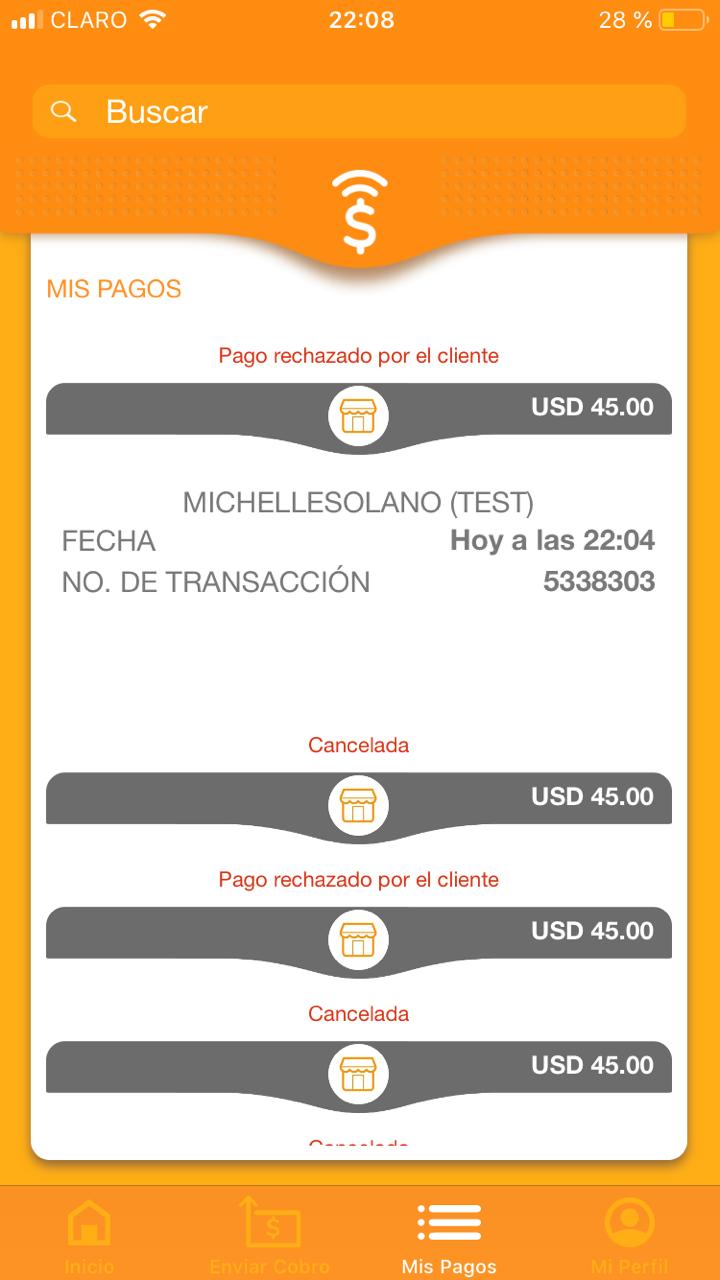 CLARO 22:08 28 %
Buscar
$
MIS PAGOS
Pago rechazado por el cliente
USD 45.00
MICHELLESOLANO (TEST)
FECHA Hoy a las 22:04
NO. DE TRANSACCIÓN 5338303
Cancelada
USD 45.00
Pago rechazado por el cliente
USD 45.00
Cancelada
USD 45.00
Cancelada
$
Inicio Enviar Cobro Mis Pagos Mi Perfil